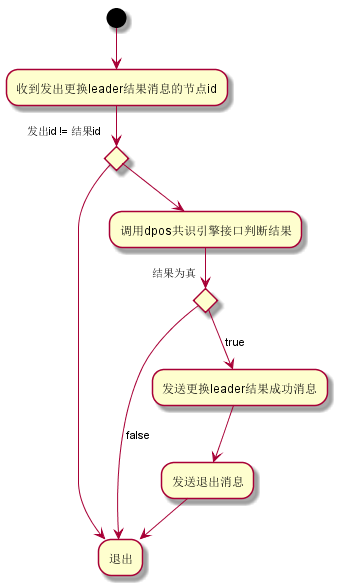 收到发出更换leader结果消息的节点id
发出id != 结果id
调用dpos共识引擎接口判断结果
结果为真
true
发送更换leader结果成功消息
false
发送退出消息
退出